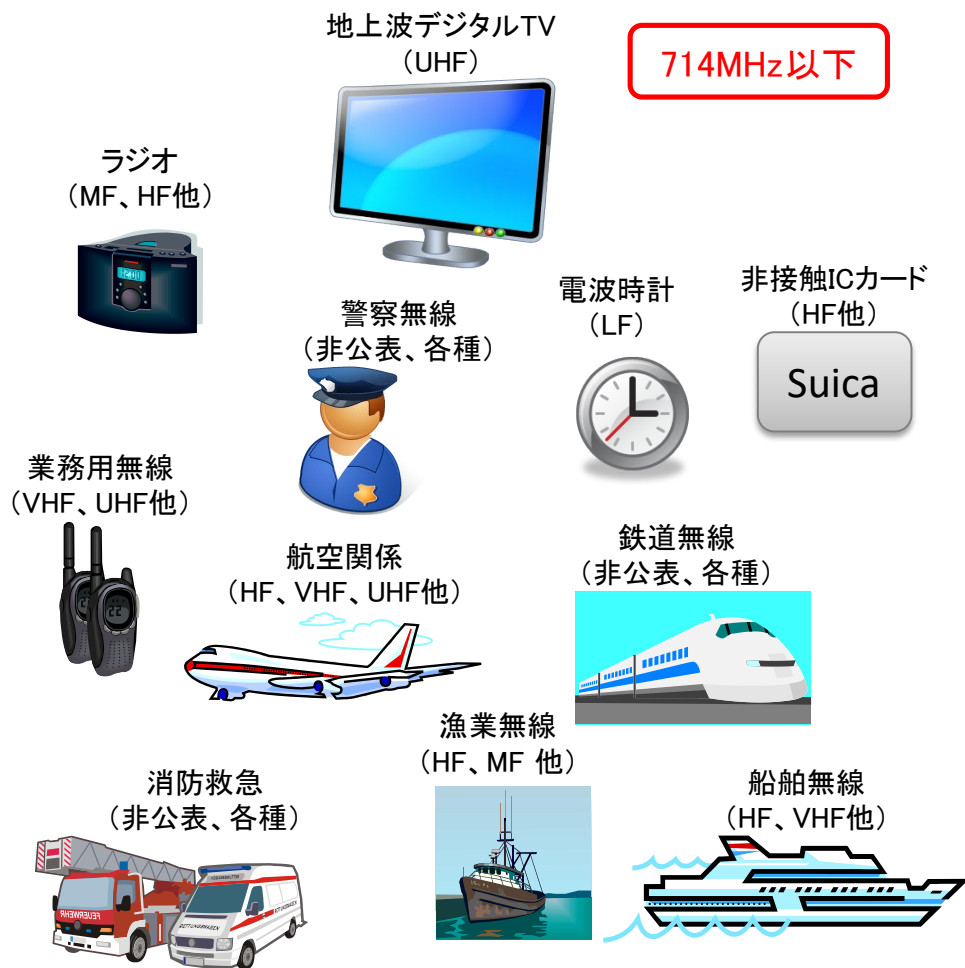 地上波デジタルTV
（UHF）
714MHz以下
ラジオ
（MF、HF他）
電波時計
（LF）
非接触ICカード
（HF他）
Suica
警察無線
（非公表、各種）
業務用無線
（VHF、UHF他）
航空関係
（HF、VHF、UHF他）
鉄道無線
（非公表、各種）
漁業無線
（HF、MF 他）
消防救急
（非公表、各種）
船舶無線
（HF、VHF他）
FEUERWEHR
RETTUNGSWAGEN